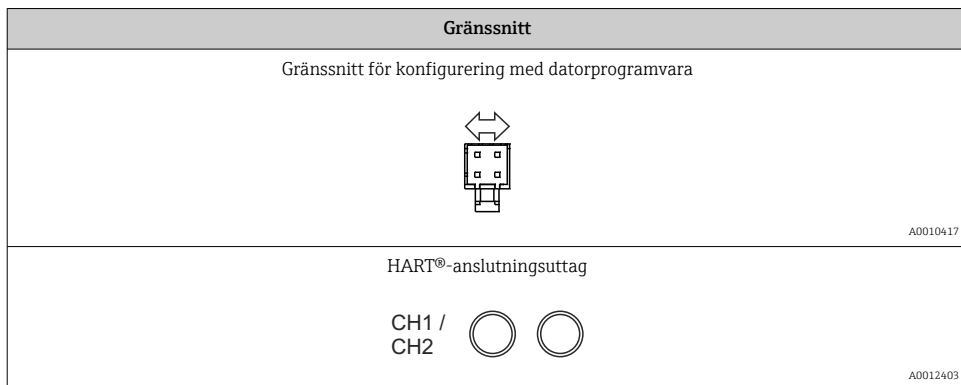 Gränssnitt
Gränssnitt för konfigurering med datorprogramvara
A0010417
HART®-anslutningsuttag
CH1 /
CH2
A0012403